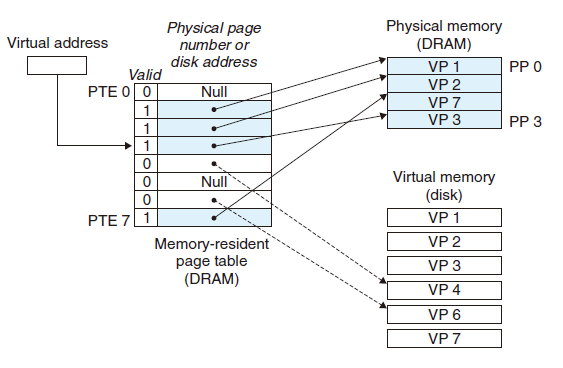 Virtual address
Physical page
number or
disk address
Valid
PTE 0 0 Null
1
1
1
0
0 Null
0
PTE 7 1
Memory-resident
page table
(DRAM)
Physical memory
(DRAM)
VP 1 PP 0
VP 2
VP 7
VP 3 PP 3
Virtual memory
(disk)
VP 1
VP 2
VP 3
VP 4
VP 6
VP 7